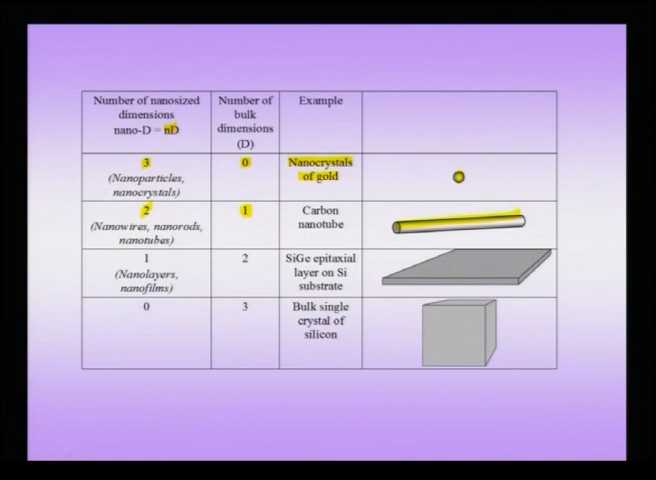 Number of nanosized
dimensions
nano-D = nD
Number of
bulk
dimensions
(D)
Example
3
(Nanoparticles,
nanocrystals)
0
Nanocrystals
of gold
2
(Nanowires, nanorods,
nanotubes)
1
Carbon
nanotube
1
(Nanolayers,
nanofilms)
2
SiGe epitaxial
layer on Si
substrate
0
3
Bulk single
crystal of
silicon